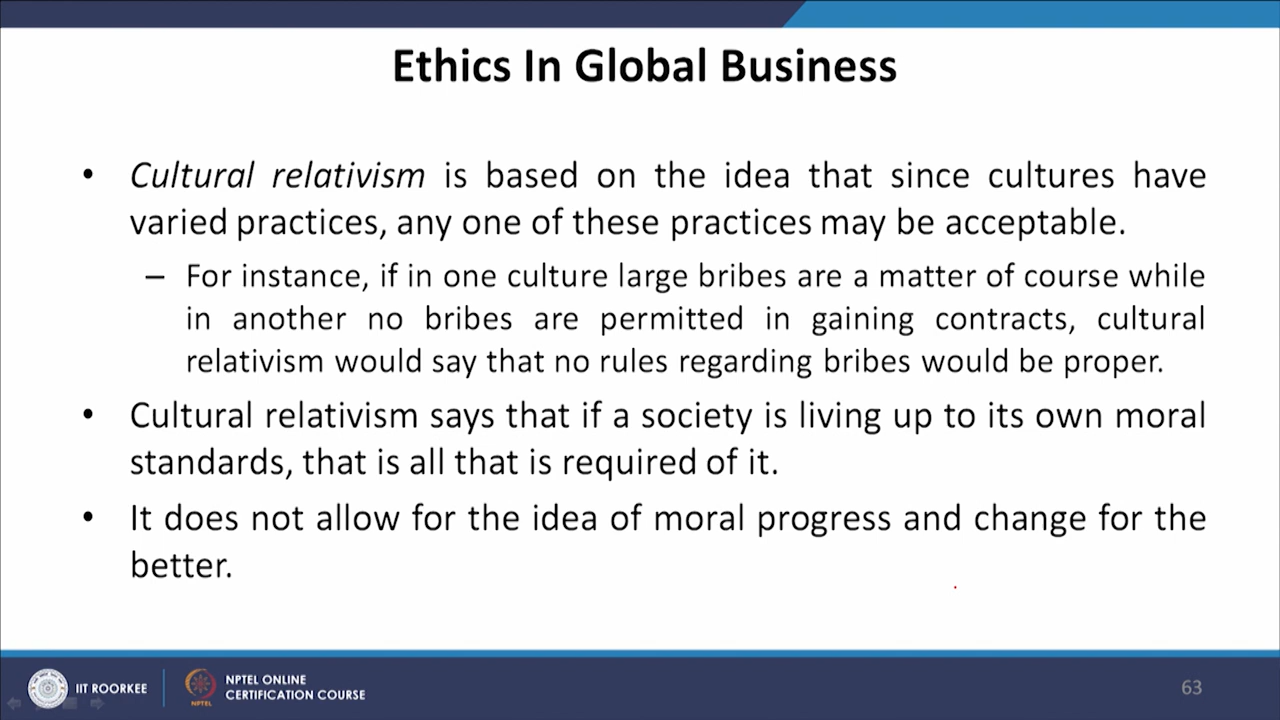 Ethics In Global Business
• Cultural relativism is based on the idea that since cultures have
varied practices, any one of these practices may be acceptable.
– For instance, if in one culture large bribes are a matter of course while
in another no bribes are permitted in gaining contracts, cultural
relativism would say that no rules regarding bribes would be proper.
• Cultural relativism says that if a society is living up to its own moral
standards, that is all that is required of it.
• It does not allow for the idea of moral progress and change for the
better.
IIT ROORKEE
NPTEL
NPTEL ONLINE
CERTIFICATION COURSE
63